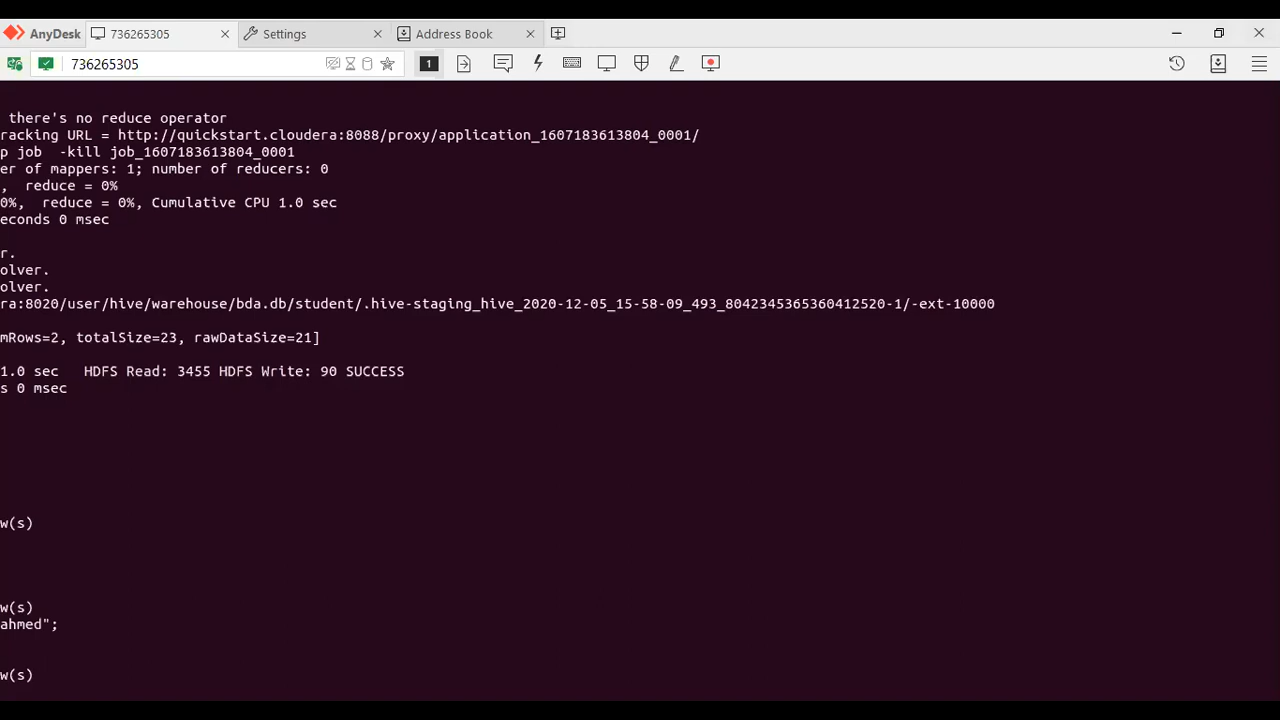 AnyDesk 736265305 Settings Address Book
736265305 1
there's no reduce operator
racking URL = http://quickstart.cloudera:8088/proxy/application_1607183613804_0001/
p job  -kill job_1607183613804_0001
er of mappers: 1; number of reducers: 0
,  reduce = 0%
0%,  reduce = 0%, Cumulative CPU 1.0 sec
econds 0 msec
r.
olver.
olver.
ra:8020/user/hive/warehouse/bda.db/student/.hive-staging_hive_2020-12-05_15-58-09_493_8042345365360412520-1/-ext-10000
mRows=2, totalSize=23, rawDataSize=21]
1.0 sec   HDFS Read: 3455 HDFS Write: 90 SUCCESS
s 0 msec
w(s)
w(s)
ahmed";
w(s)